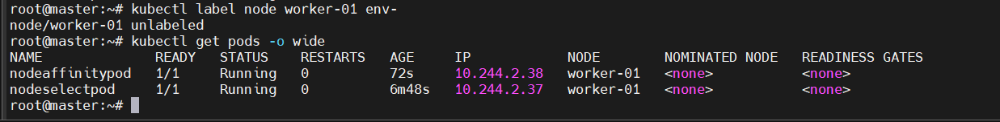 root@master:~# kubectl label node worker-01 env-
node/worker-01 unlabeled
root@master:~# kubectl get pods -o wide
NAME              READY   STATUS    RESTARTS   AGE     IP            NODE        NOMINATED NODE   READINESS GATES
nodeaffinitypod   1/1     Running   0          72s     10.244.2.38   worker-01   <none>           <none>
nodeselectpod     1/1     Running   0          6m48s   10.244.2.37   worker-01   <none>           <none>
root@master:~#